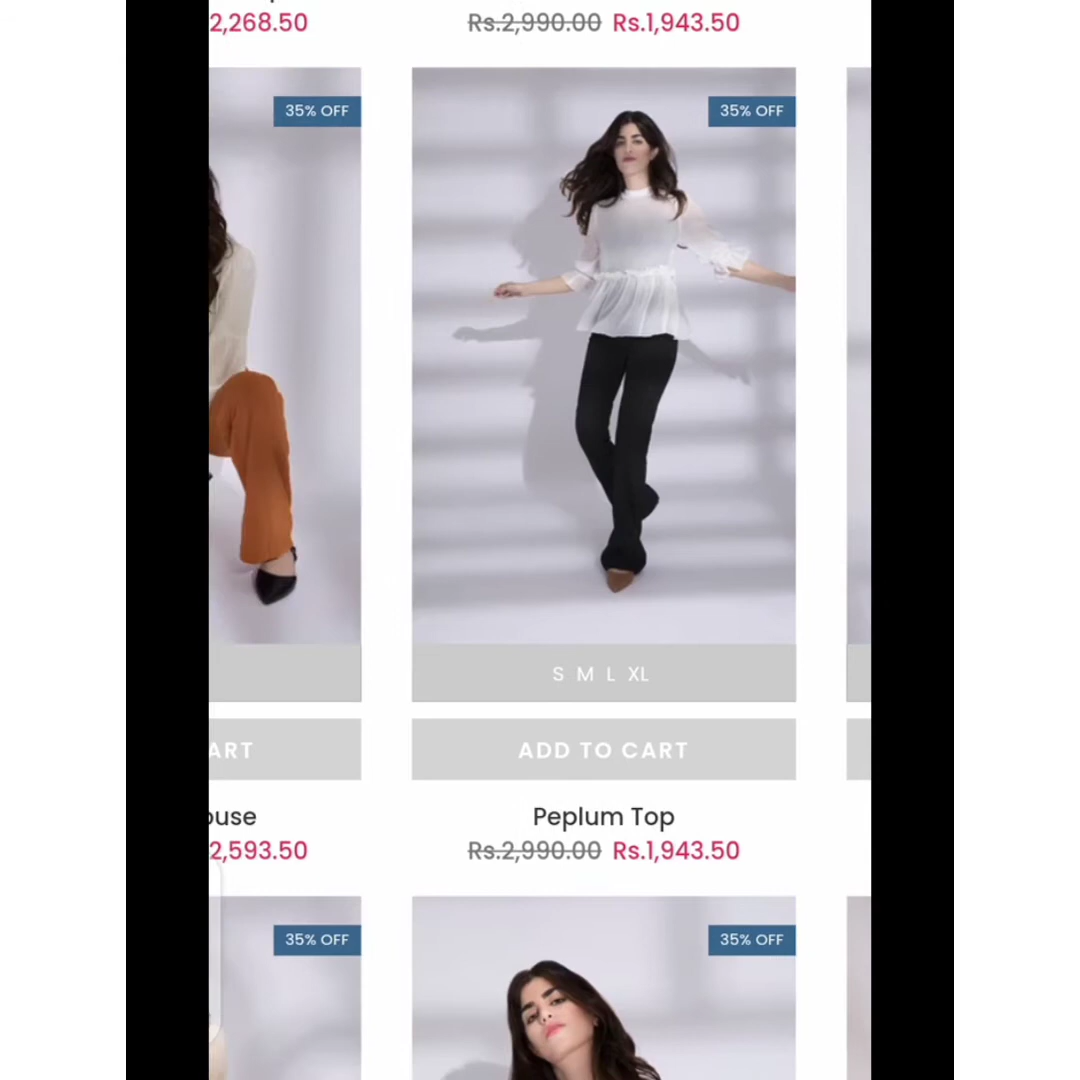 2,268.50
Rs.2,990.00 Rs.1,943.50
35% OFF
35% OFF
S M L XL
ART
ADD TO CART
ouse
Peplum Top
2,593.50
Rs.2,990.00 Rs.1,943.50
35% OFF
35% OFF